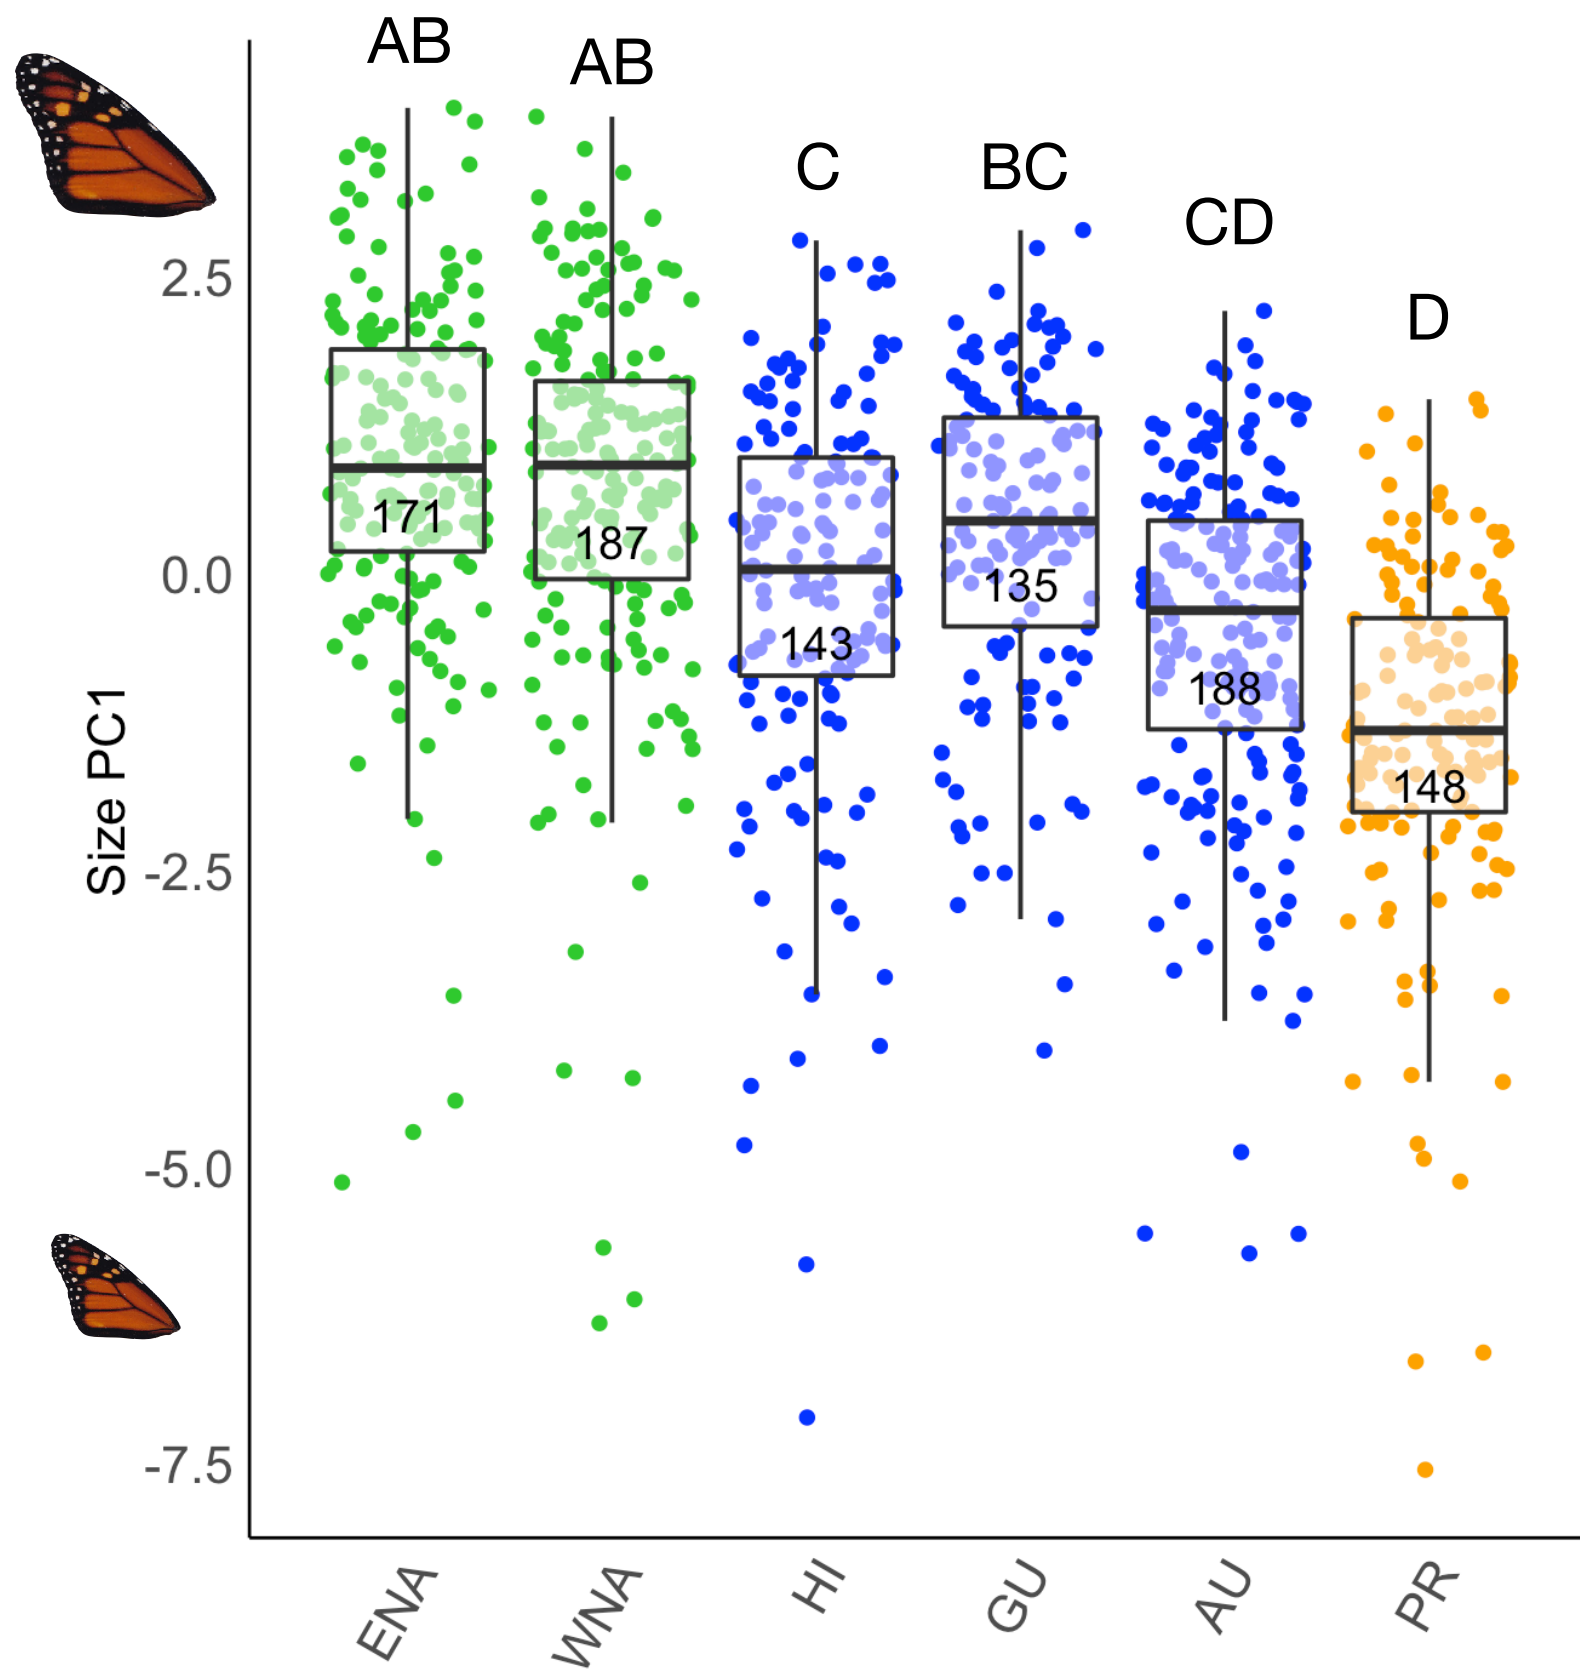 AB
AB
C
BC
CD
D
2.5
0.0
-2.5
-5.0
-7.5
Size PC1
171
187
143
135
188
148
ENA
WNA
HI
GU
AU
PR